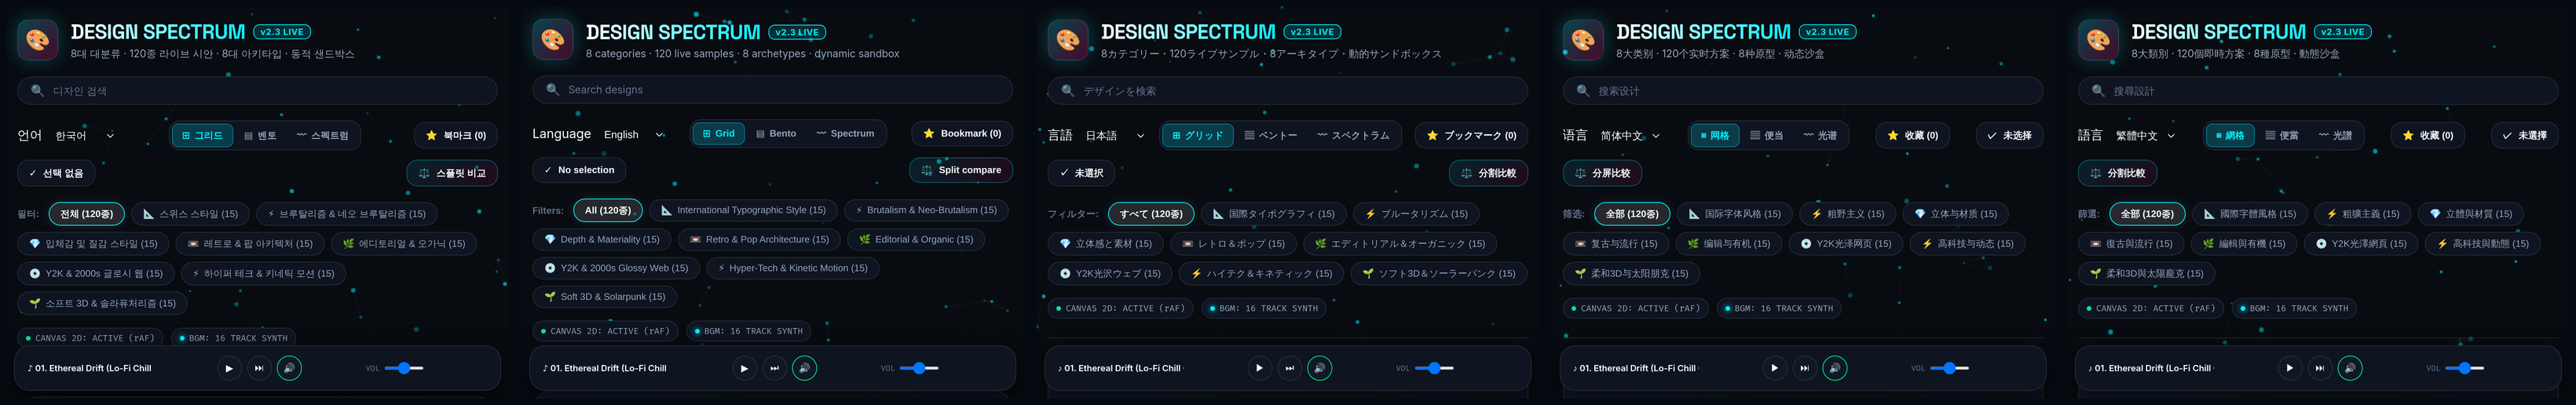 DESIGN SPECTRUM v2.3 LIVE
8대 대분류 · 120종 라이브 시안 · 8대 아키타입 · 동적 샌드박스
디자인 검색
언어 한국어 그리드 벤토 스펙트럼 북마크 (0)
✓ 선택 없음 스플릿 비교
필터: 전체 (120종) 스위스 스타일 (15) 브루탈리즘 & 네오 브루탈리즘 (15)
입체감 및 질감 스타일 (15) 레트로 & 팝 아키텍처 (15) 에디토리얼 & 오가닉 (15)
Y2K & 2000s 글로시 웹 (15) 하이퍼 테크 & 키네틱 모션 (15)
소프트 3D & 솔라퓨처리즘 (15)
CANVAS 2D: ACTIVE (rAF) BGM: 16 TRACK SYNTH
♪ 01. Ethereal Drift (Lo-Fi Chill VOL
DESIGN SPECTRUM v2.3 LIVE
8 categories · 120 live samples · 8 archetypes · dynamic sandbox
Search designs
Language English Grid Bento Spectrum Bookmark (0)
✓ No selection Split compare
Filters: All (120종) International Typographic Style (15) Brutalism & Neo-Brutalism (15)
Depth & Materiality (15) Retro & Pop Architecture (15) Editorial & Organic (15)
Y2K & 2000s Glossy Web (15) Hyper-Tech & Kinetic Motion (15)
Soft 3D & Solarpunk (15)
CANVAS 2D: ACTIVE (rAF) BGM: 16 TRACK SYNTH
♪ 01. Ethereal Drift (Lo-Fi Chill VOL
DESIGN SPECTRUM v2.3 LIVE
8カテゴリー · 120ライブサンプル · 8アーキタイプ · 動的サンドボックス
デザインを検索
言語 日本語 グリッド ベントー スペクトラム ブックマーク (0)
✓ 未選択 分割比較
フィルター: すべて (120종) 国際タイポグラフィ (15) ブルータリズム (15)
立体感と素材 (15) レトロ＆ポップ (15) エディトリアル＆オーガニック (15)
Y2K光沢ウェブ (15) ハイテク＆キネティック (15) ソフト3D＆ソーラーパンク (15)
CANVAS 2D: ACTIVE (rAF) BGM: 16 TRACK SYNTH
♪ 01. Ethereal Drift (Lo-Fi Chill VOL
DESIGN SPECTRUM v2.3 LIVE
8大类别 · 120个实时方案 · 8种原型 · 动态沙盒
搜索设计
语言 简体中文 网格 便当 光谱 收藏 (0) ✓ 未选择
分屏比较
筛选: 全部 (120종) 国际字体风格 (15) 粗野主义 (15) 立体与材质 (15)
复古与流行 (15) 编辑与有机 (15) Y2K光泽网页 (15) 高科技与动态 (15)
柔和3D与太阳朋克 (15)
CANVAS 2D: ACTIVE (rAF) BGM: 16 TRACK SYNTH
♪ 01. Ethereal Drift (Lo-Fi Chill VOL
DESIGN SPECTRUM v2.3 LIVE
8大類別 · 120個即時方案 · 8種原型 · 動態沙盒
搜尋設計
語言 繁體中文 網格 便當 光譜 收藏 (0) ✓ 未選擇
分割比較
篩選: 全部 (120종) 國際字體風格 (15) 粗獷主義 (15) 立體與材質 (15)
復古與流行 (15) 編輯與有機 (15) Y2K光澤網頁 (15) 高科技與動態 (15)
柔和3D與太陽龐克 (15)
CANVAS 2D: ACTIVE (rAF) BGM: 16 TRACK SYNTH
♪ 01. Ethereal Drift (Lo-Fi Chill VOL